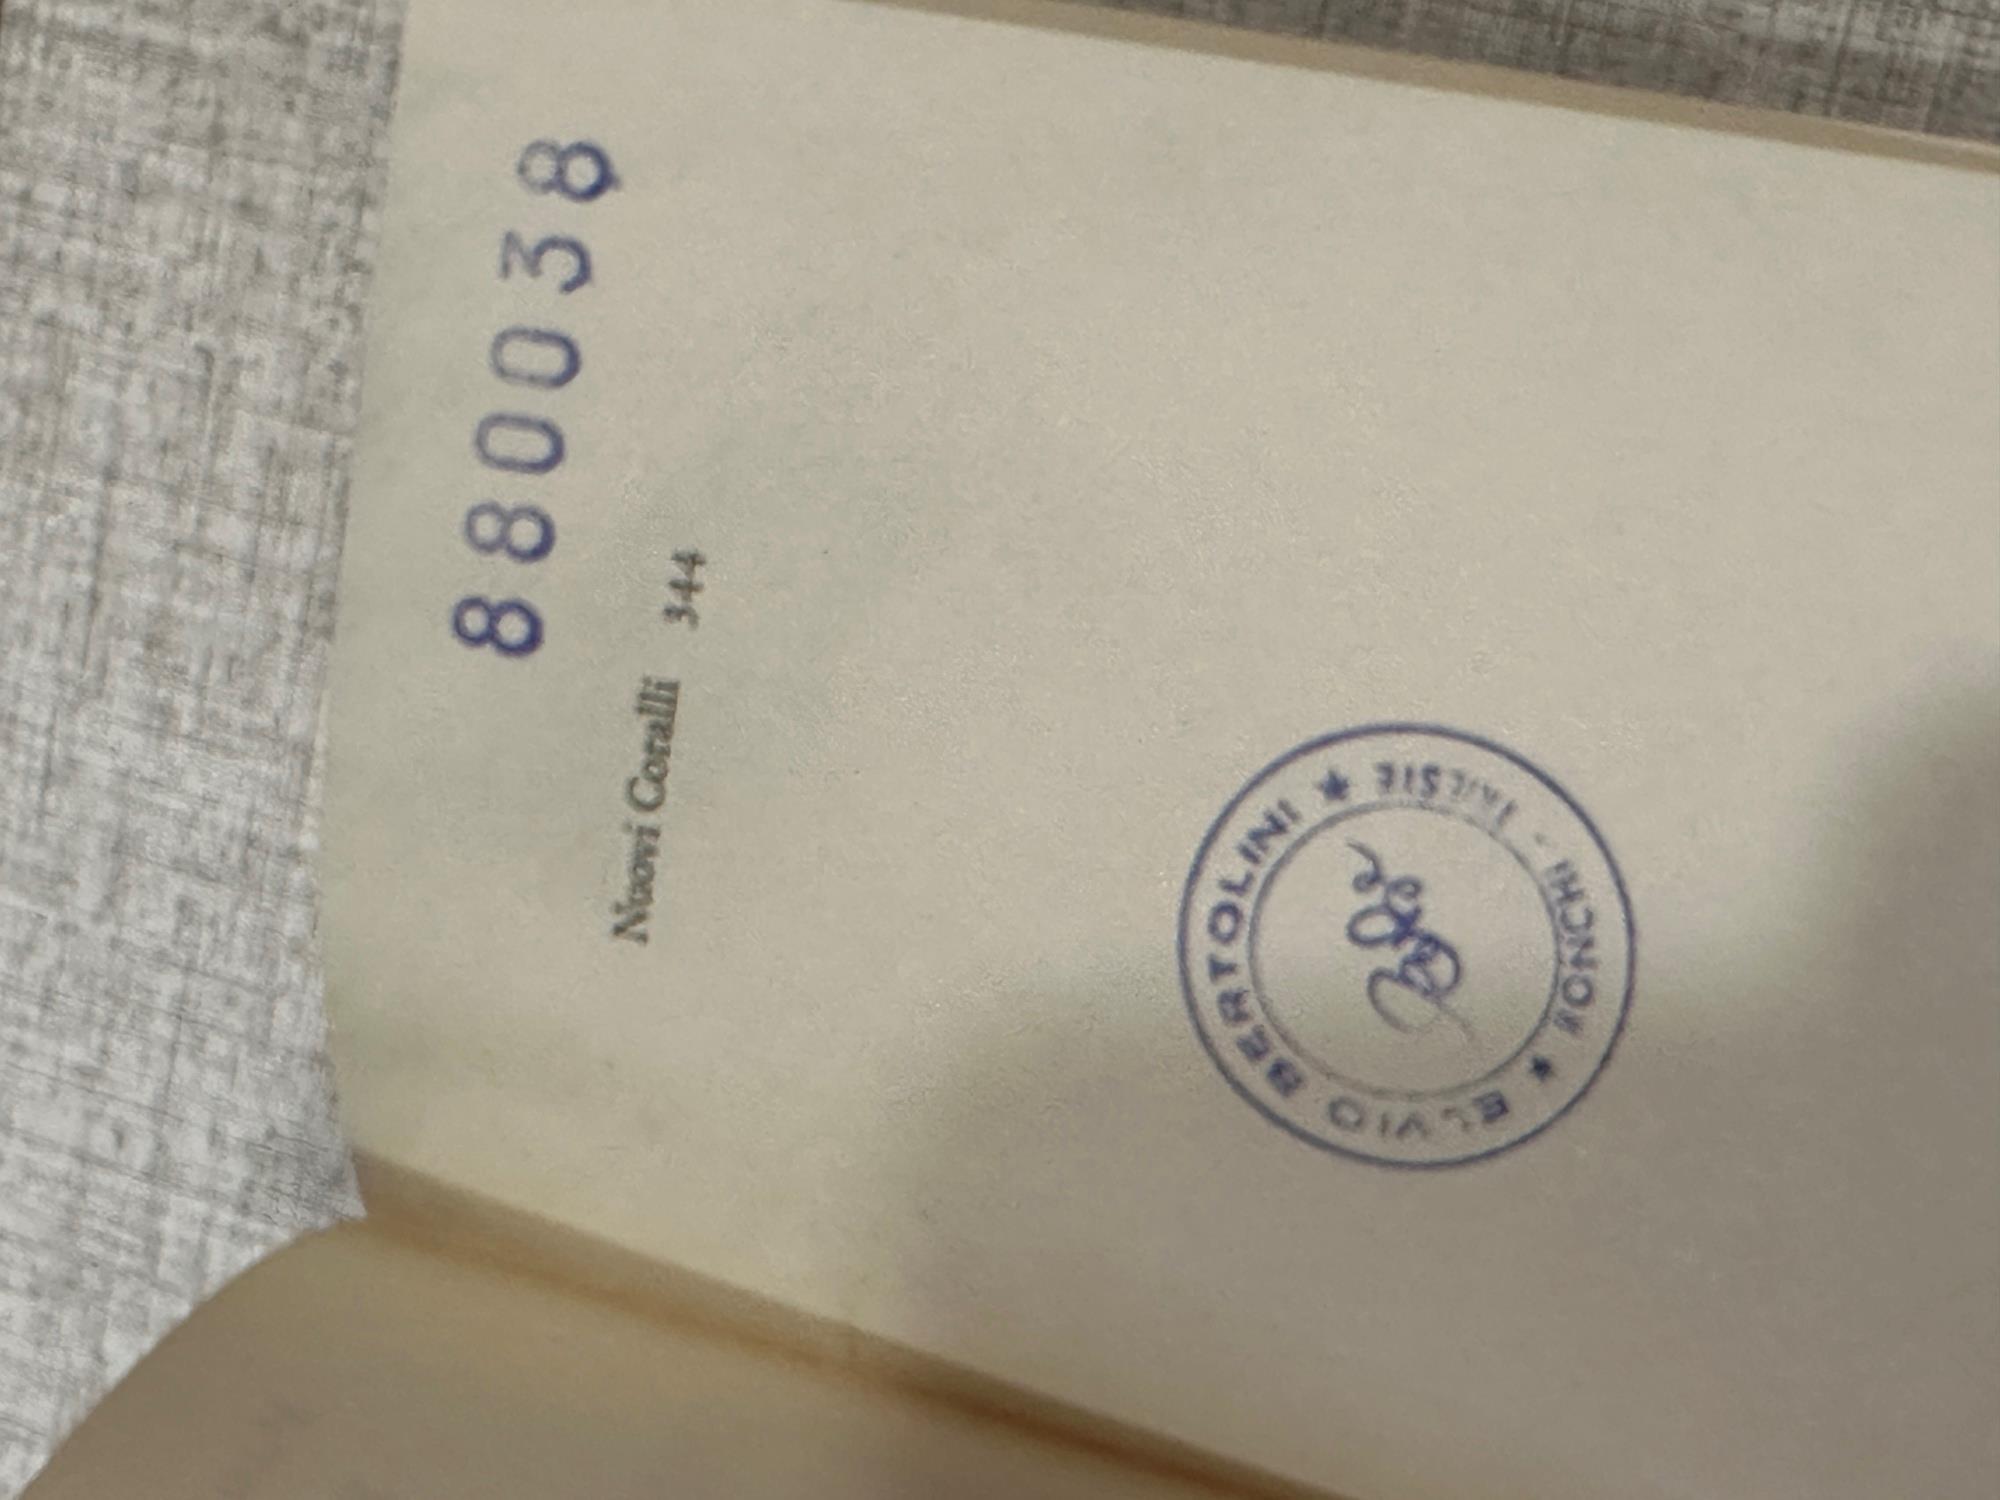 880038
Nuovi Coralli 344
★ ELVIO BERTOLINI ★
RONCHI - TRIESTE